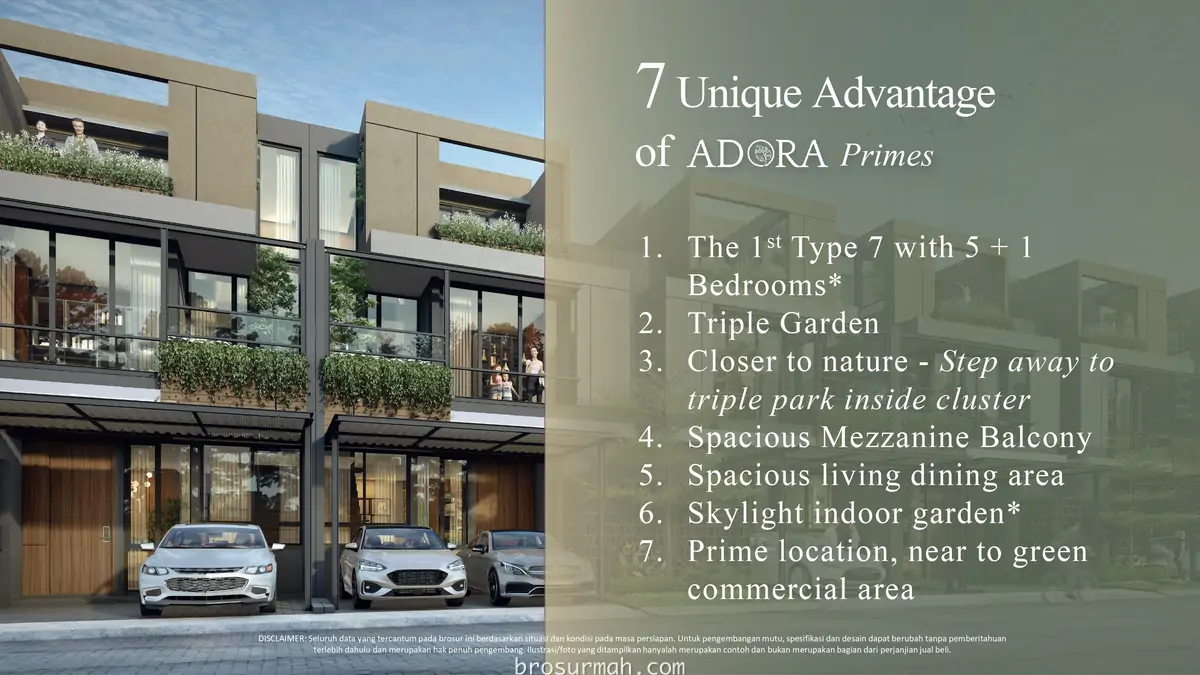 7 Unique Advantage
of ADORA Primes
1. The 1st Type 7 with 5 + 1
Bedrooms*
2. Triple Garden
3. Closer to nature - Step away to
triple park inside cluster
4. Spacious Mezzanine Balcony
5. Spacious living dining area
6. Skylight indoor garden*
7. Prime location, near to green
commercial area
DISCLAIMER: Seluruh data yang tercantum pada brosur ini berdasarkan situasi dan kondisi pada masa persiapan. Untuk pengembangan mutu, spesifikasi dan desain dapat berubah tanpa pemberitahuan
terlebih dahulu dan merupakan hak penuh pengembang. Ilustrasi/foto yang ditampilkan hanyalah merupakan contoh dan bukan merupakan bagian dari perjanjian jual beli.
brosurmah.com